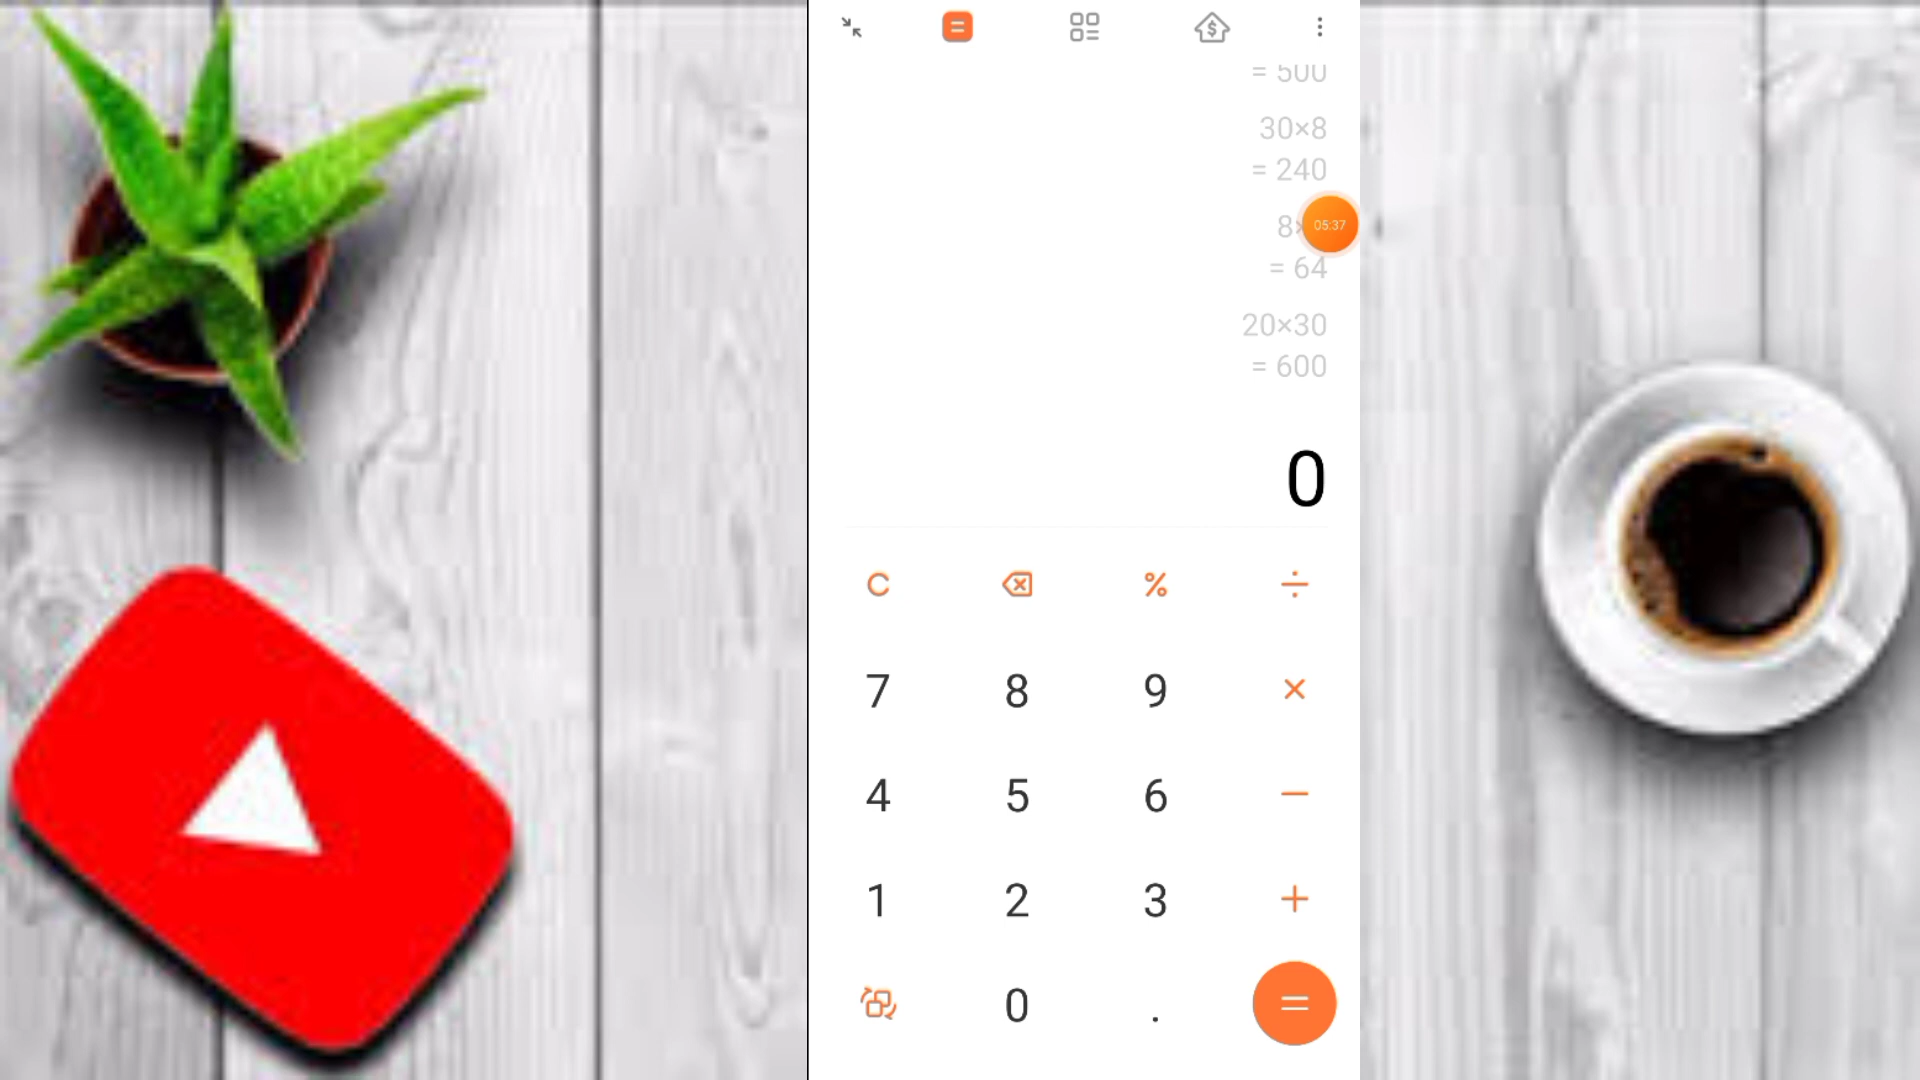 = 500
30×8
= 240
8×
05:37
= 64
20×30
= 600
0
C % ÷
7 8 9 ×
4 5 6 −
1 2 3 +
0 . =